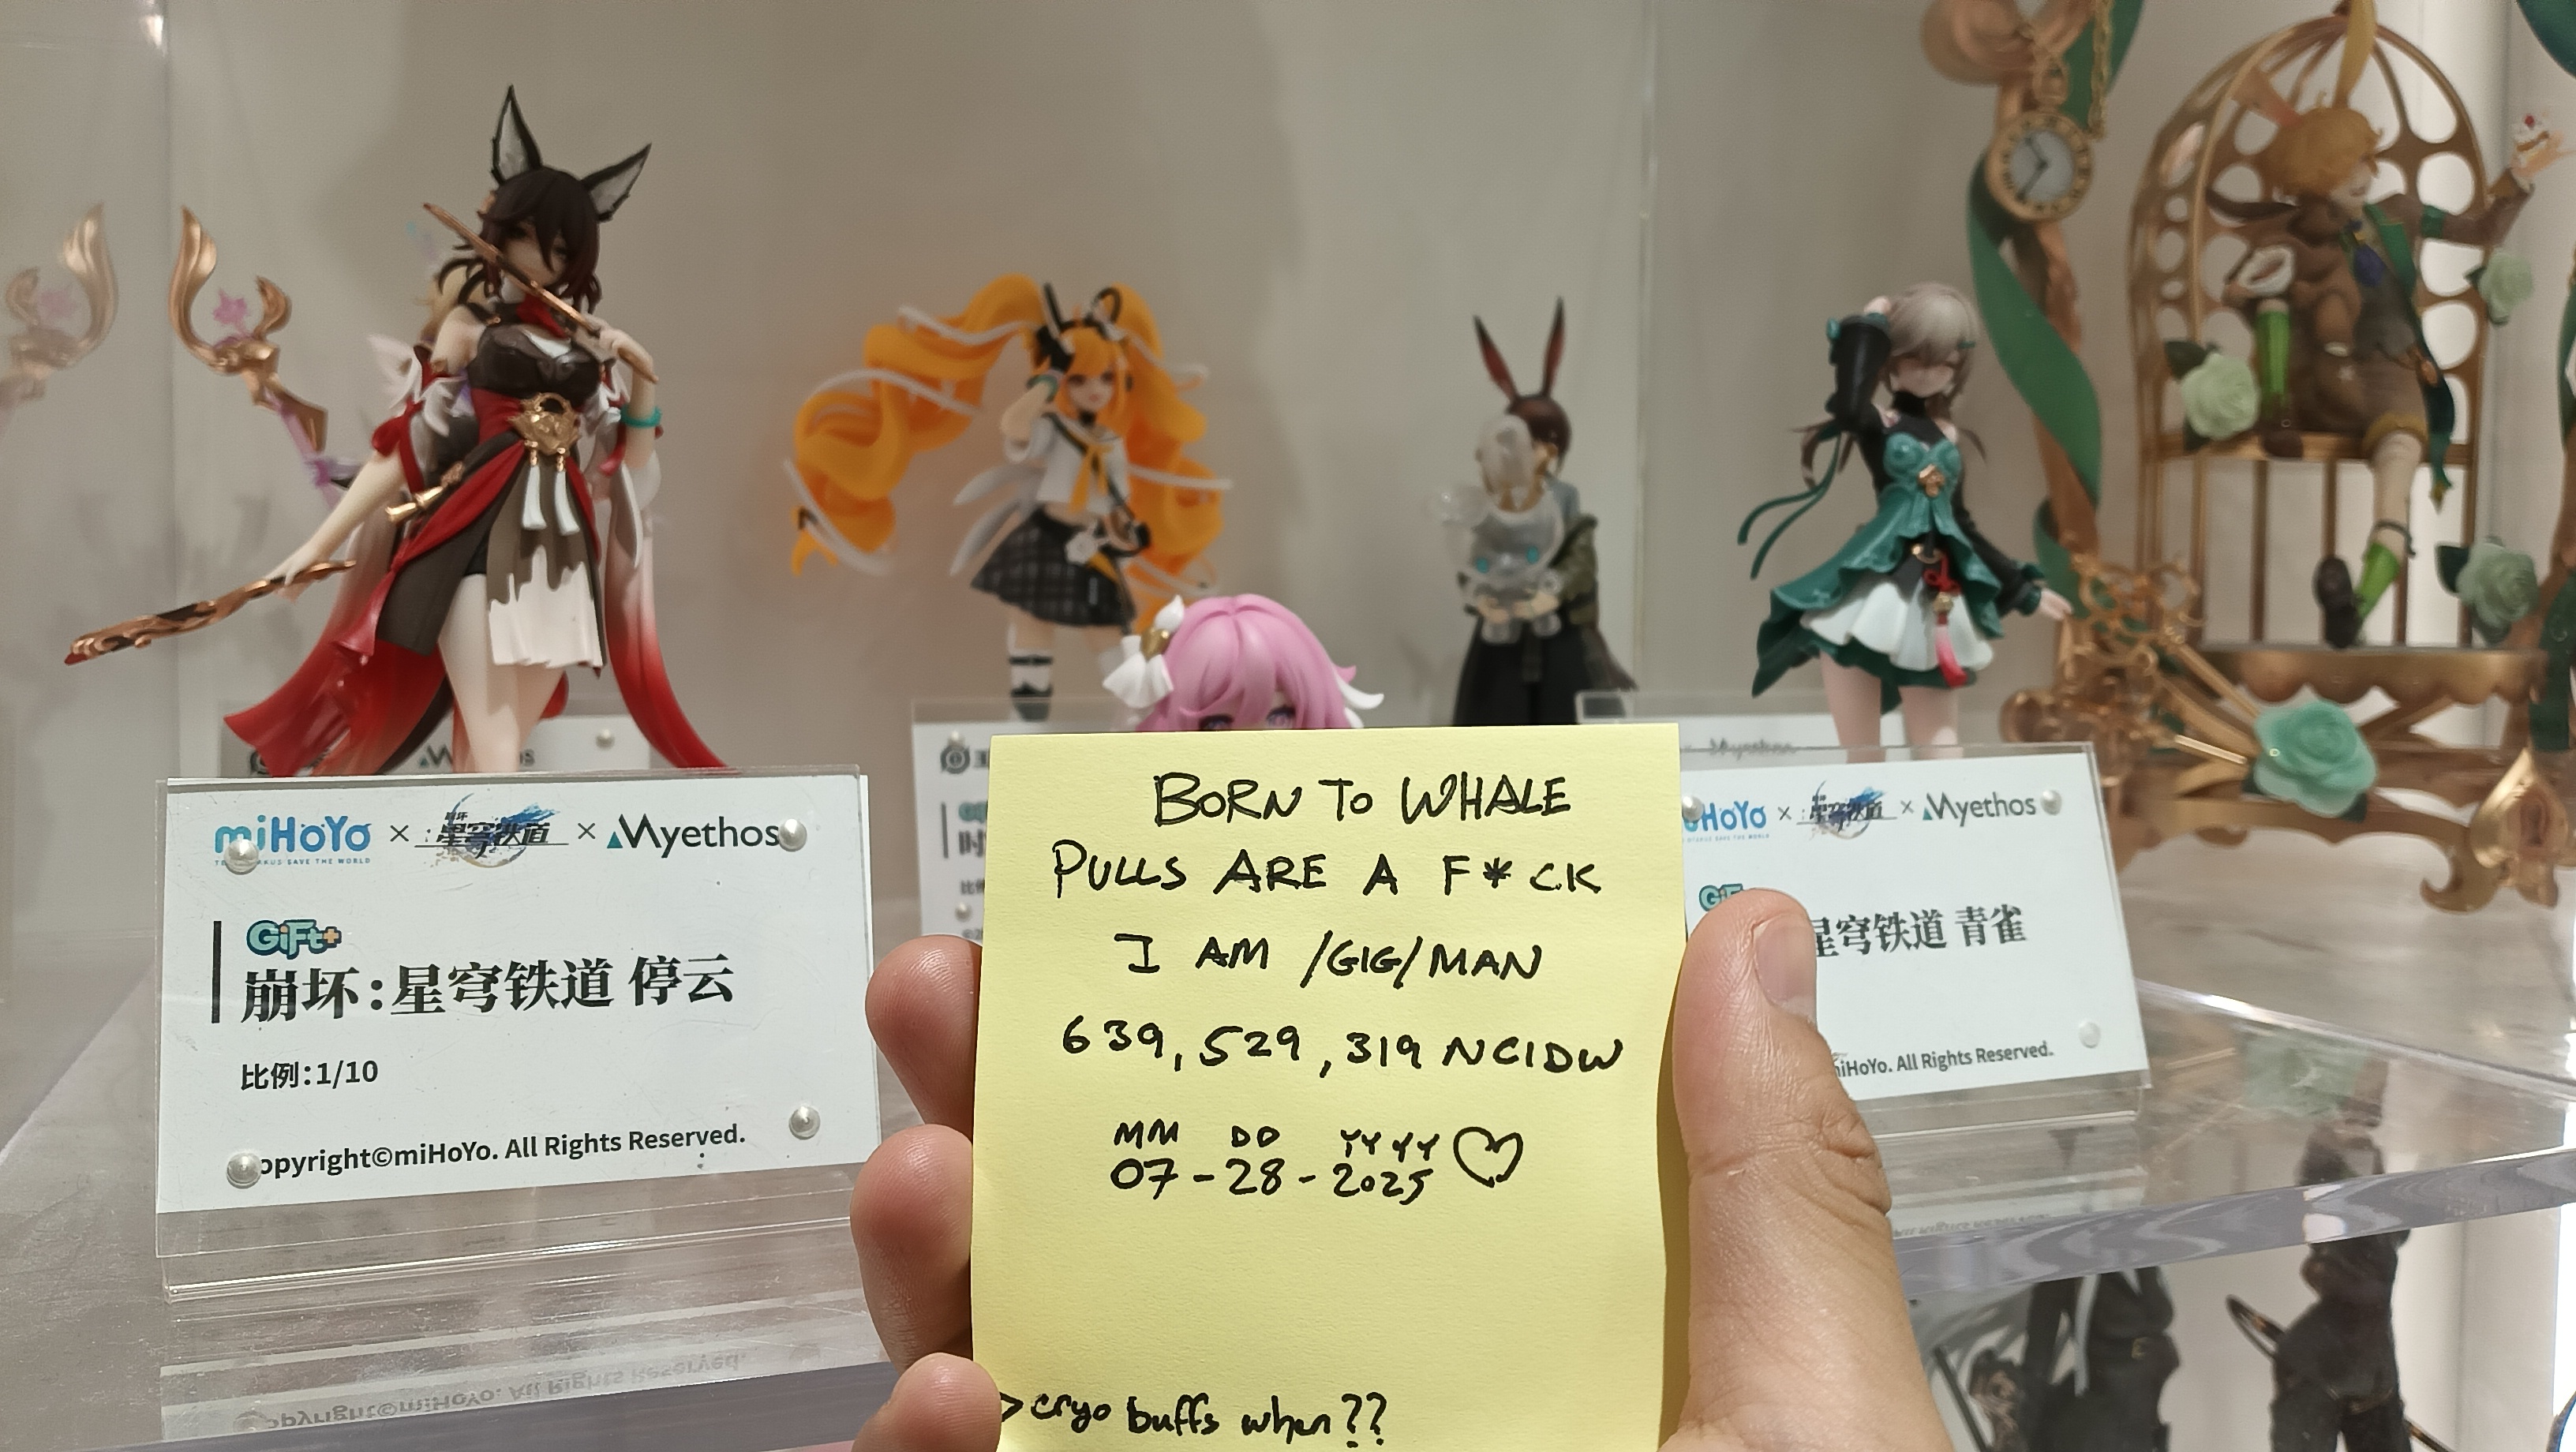 miHoYo × 崩坏:星穹铁道 × Myethos
GiFt+
崩坏:星穹铁道 停云
比例:1/10
opyright©miHoYo. All Rights Reserved.
BORN TO WHALE
PULLS ARE A F*CK
I AM /GIG/MAN
639,529,319 NCIDW
MM DD YYYY
07-28-2025
>cryo buffs when??
HoYo × 星穹铁道 × Myethos
星穹铁道 青雀
miHoYo. All Rights Reserved.